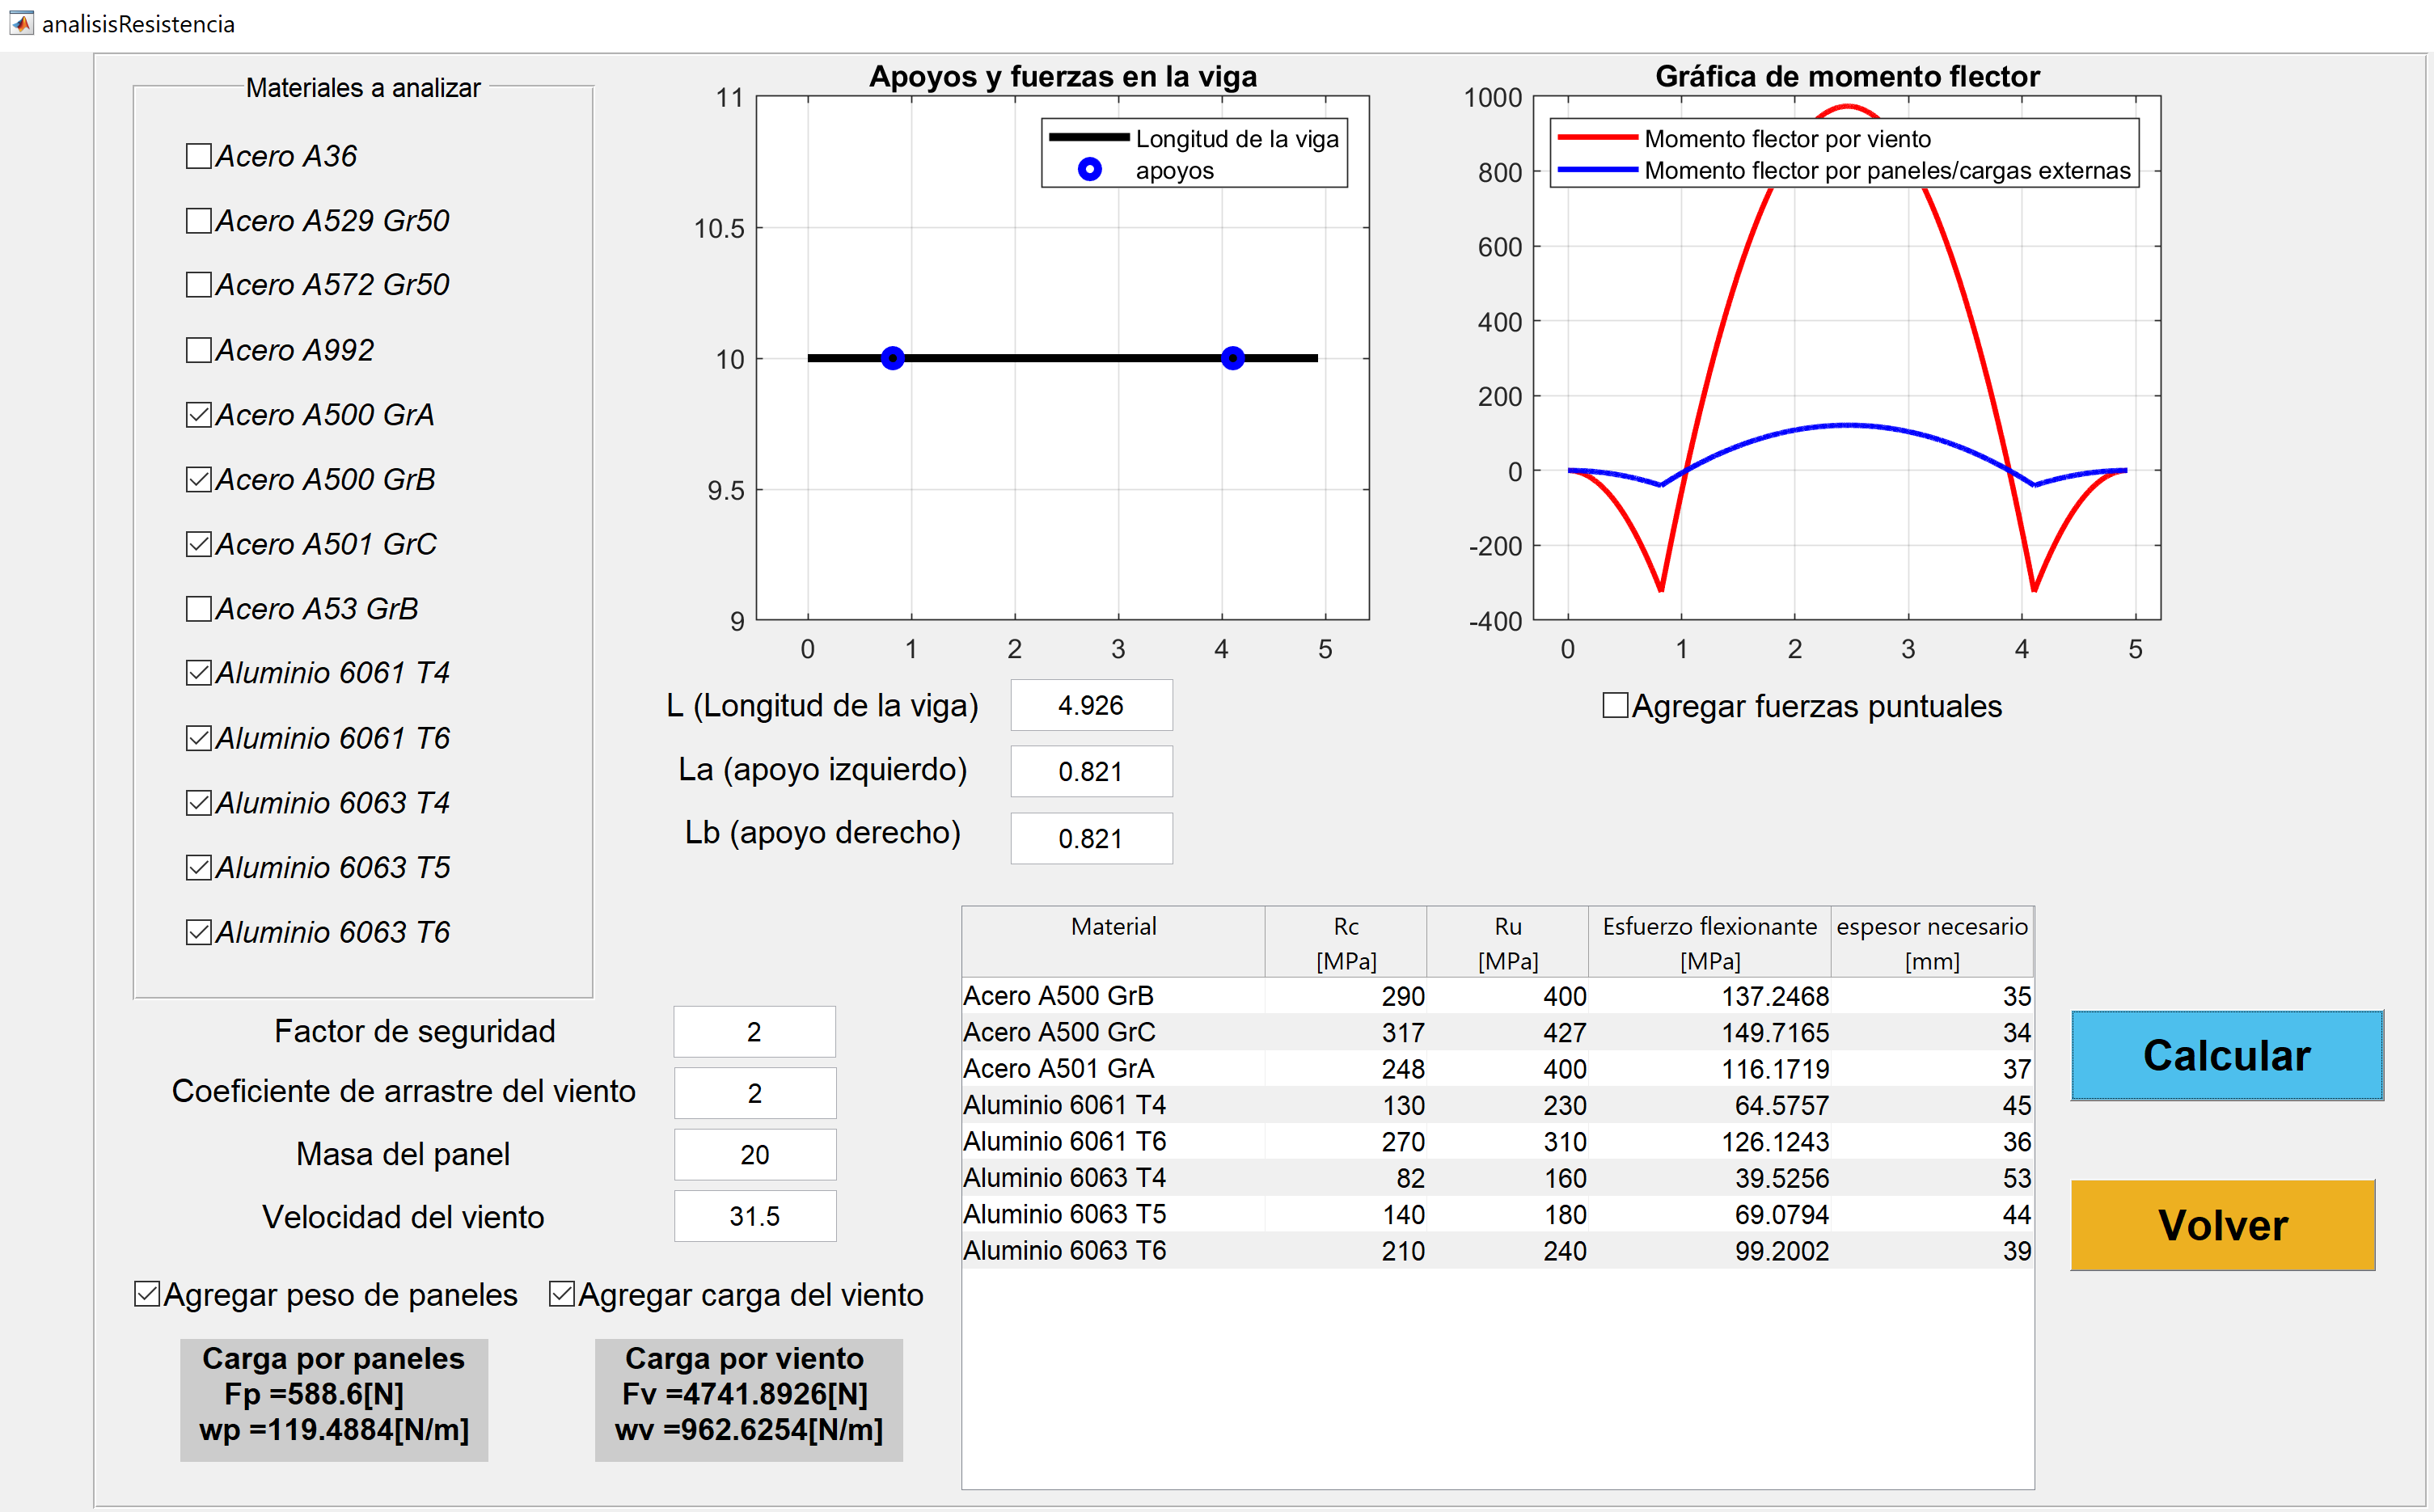 analisisResistencia
Materiales a analizar
Acero A36
Acero A529 Gr50
Acero A572 Gr50
Acero A992
Acero A500 GrA
Acero A500 GrB
Acero A501 GrC
Acero A53 GrB
Aluminio 6061 T4
Aluminio 6061 T6
Aluminio 6063 T4
Aluminio 6063 T5
Aluminio 6063 T6
Apoyos y fuerzas en la viga
11
10.5
10
9.5
9
0 1 2 3 4 5
Longitud de la viga
apoyos
Gráfica de momento flector
1000
800
600
400
200
0
-200
-400
0 1 2 3 4 5
Momento flector por viento
Momento flector por paneles/cargas externas
L (Longitud de la viga) 4.926
La (apoyo izquierdo) 0.821
Lb (apoyo derecho) 0.821
Agregar fuerzas puntuales
Factor de seguridad 2
Coeficiente de arrastre del viento 2
Masa del panel 20
Velocidad del viento 31.5
Agregar peso de paneles Agregar carga del viento
Carga por paneles
Fp =588.6[N]
wp =119.4884[N/m]
Carga por viento
Fv =4741.8926[N]
wv =962.6254[N/m]
Material Rc Ru Esfuerzo flexionante espesor necesario
[MPa] [MPa] [MPa] [mm]
Acero A500 GrB 290 400 137.2468 35
Acero A500 GrC 317 427 149.7165 34
Acero A501 GrA 248 400 116.1719 37
Aluminio 6061 T4 130 230 64.5757 45
Aluminio 6061 T6 270 310 126.1243 36
Aluminio 6063 T4 82 160 39.5256 53
Aluminio 6063 T5 140 180 69.0794 44
Aluminio 6063 T6 210 240 99.2002 39
Calcular
Volver